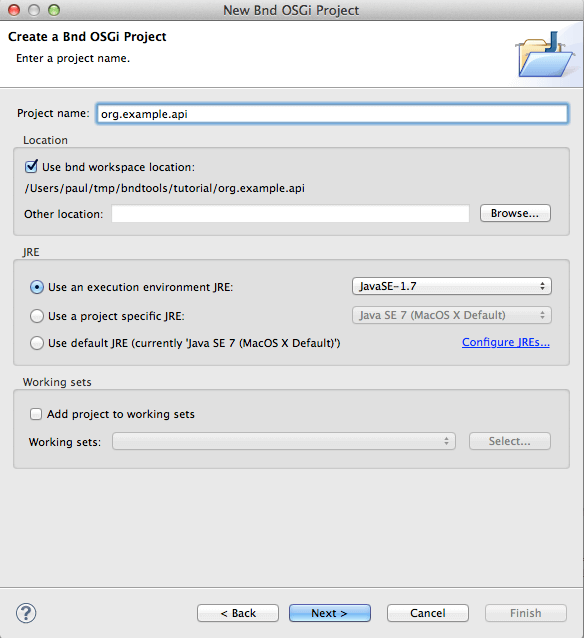 New Bnd OSGi Project
Create a Bnd OSGi Project
Enter a project name.
Project name: org.example.api
Location
Use bnd workspace location:
/Users/paul/tmp/bndtools/tutorial/org.example.api
Other location: Browse...
JRE
Use an execution environment JRE: JavaSE-1.7
Use a project specific JRE: Java SE 7 (MacOS X Default)
Use default JRE (currently 'Java SE 7 (MacOS X Default)') Configure JREs...
Working sets
Add project to working sets
Working sets: Select...
? < Back Next > Cancel Finish